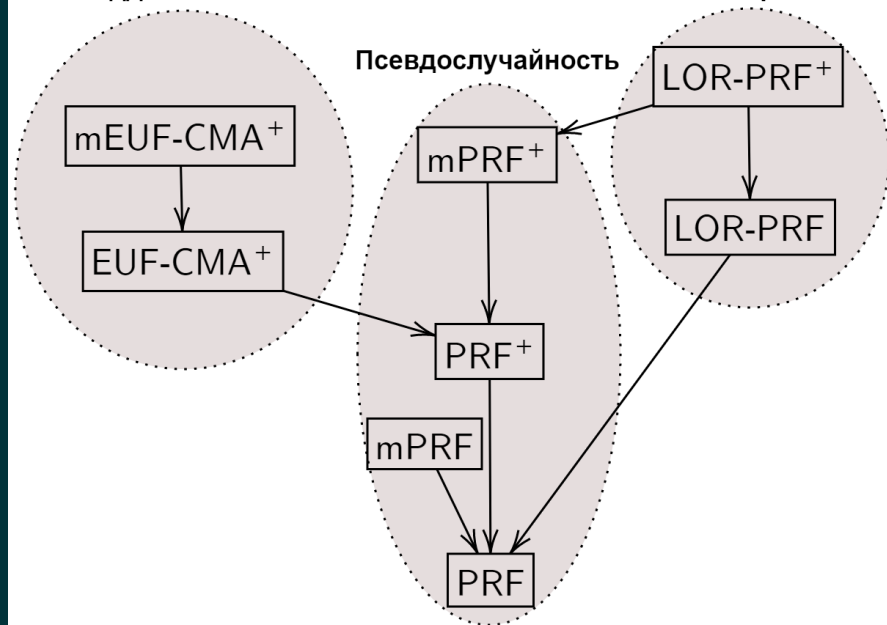 Псевдослучайность
LOR-PRF⁺
mEUF-CMA⁺
mPRF⁺
LOR-PRF
EUF-CMA⁺
PRF⁺
mPRF
PRF